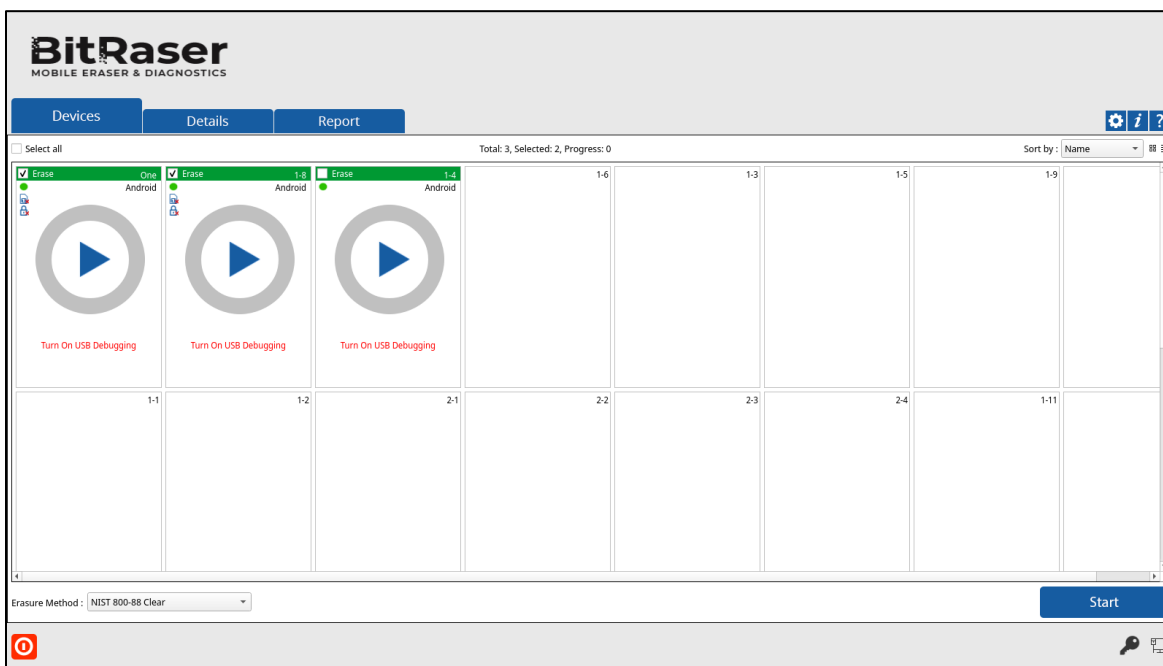 BitRaser
MOBILE ERASER & DIAGNOSTICS
Devices
Details
Report
i
?
Select all
Total: 3, Selected: 2, Progress: 0
Sort by : Name
Erase One
Android
Turn On USB Debugging
Erase 1-8
Android
Turn On USB Debugging
Erase 1-4
Android
Turn On USB Debugging
1-6
1-3
1-5
1-9
1-1
1-2
2-1
2-2
2-3
2-4
1-11
Erasure Method : NIST 800-88 Clear
Start